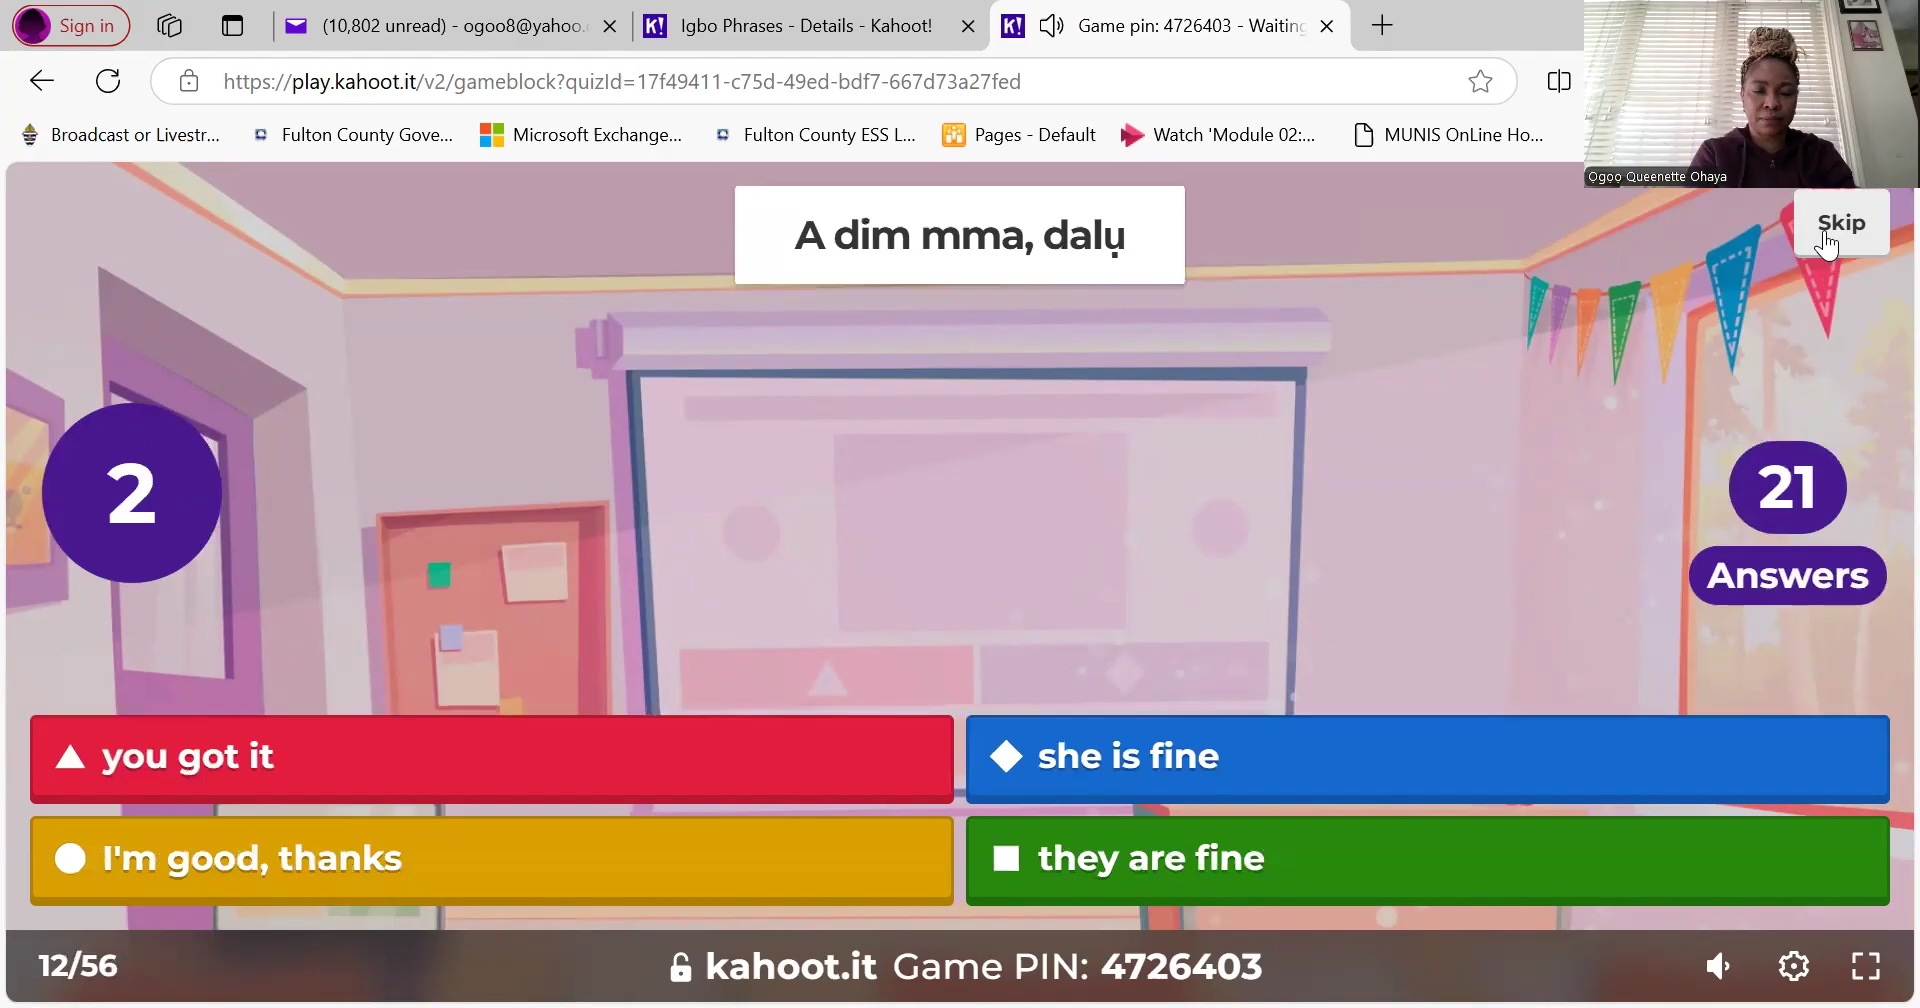 Sign in
(10,802 unread) - ogoo8@yahoo.
Igbo Phrases - Details - Kahoot!
Game pin: 4726403 - Waiting
https://play.kahoot.it/v2/gameblock?quizId=17f49411-c75d-49ed-bdf7-667d73a27fed
Broadcast or Livestr...
Fulton County Gove...
Microsoft Exchange...
Fulton County ESS L...
Pages - Default
Watch 'Module 02:...
MUNIS OnLine Ho...
Ọgọọ Queenette Ohaya
A dim mma, dalụ
Skip
2
21
Answers
you got it
she is fine
I'm good, thanks
they are fine
12/56
kahoot.it Game PIN: 4726403